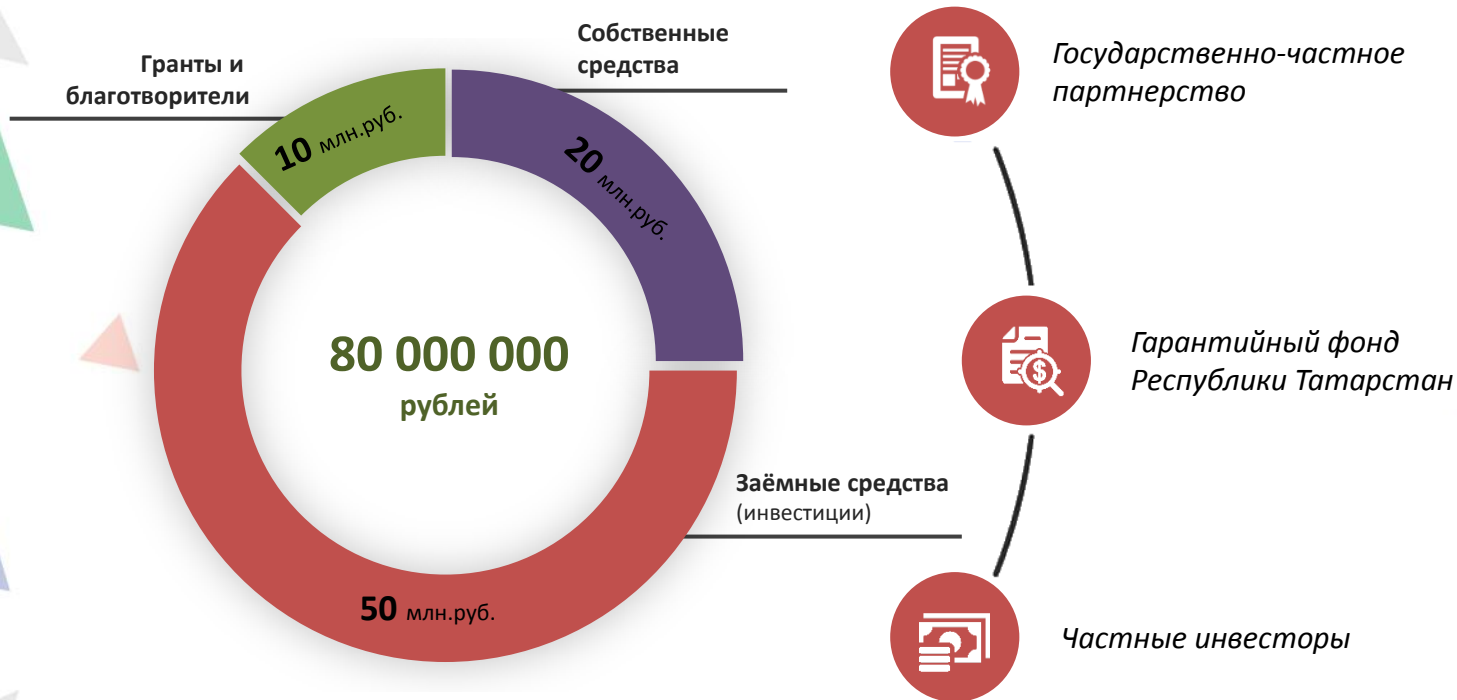 Гранты и
благотворители
Собственные
средства
10 млн.руб.
20 млн.руб.
80 000 000
рублей
Заёмные средства
(инвестиции)
50 млн.руб.
Государственно-частное
партнерство
Гарантийный фонд
Республики Татарстан
Частные инвесторы